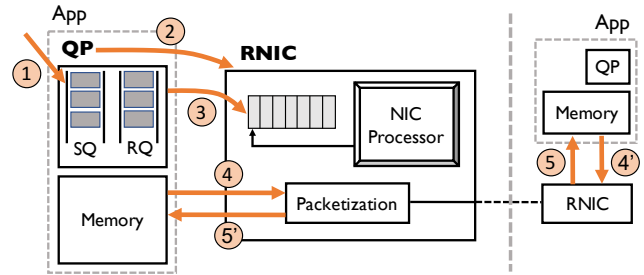 App
QP
2
RNIC
1
3
SQ
RQ
NIC
Processor
4
Memory
Packetization
5'
App
QP
Memory
5
4'
RNIC